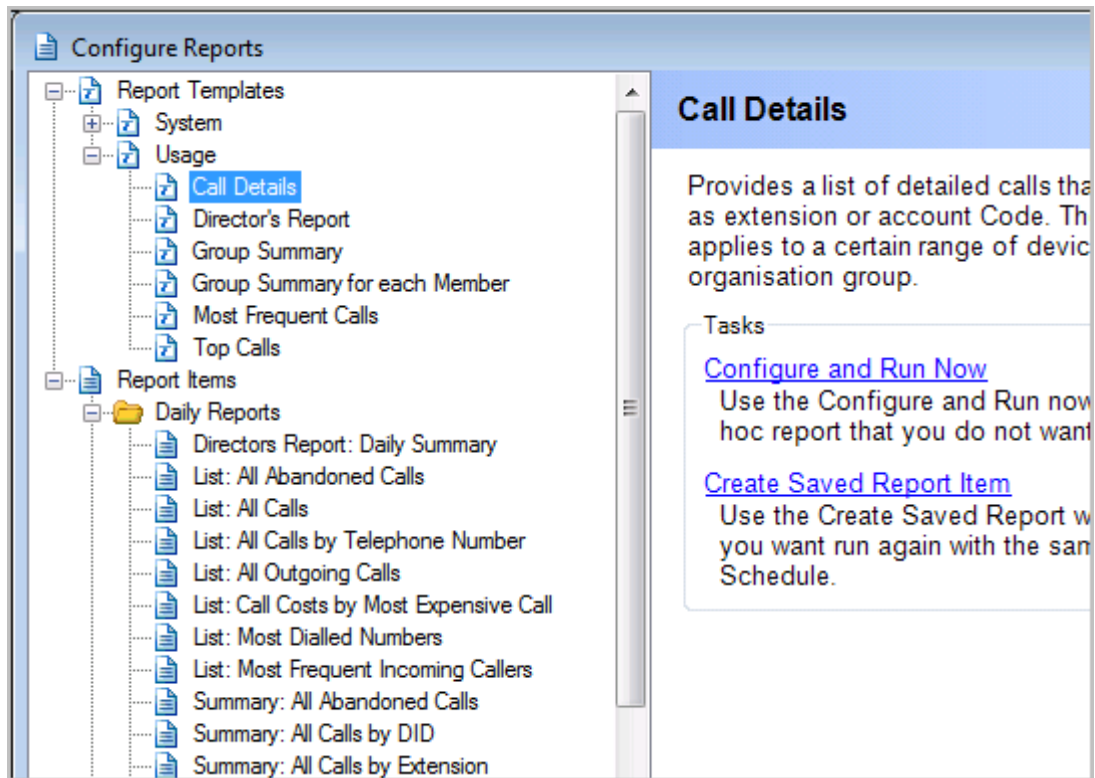 Configure Reports
Report Templates
System
Usage
Call Details
Director's Report
Group Summary
Group Summary for each Member
Most Frequent Calls
Top Calls
Report Items
Daily Reports
Directors Report: Daily Summary
List: All Abandoned Calls
List: All Calls
List: All Calls by Telephone Number
List: All Outgoing Calls
List: Call Costs by Most Expensive Call
List: Most Dialled Numbers
List: Most Frequent Incoming Callers
Summary: All Abandoned Calls
Summary: All Calls by DID
Summary: All Calls by Extension
Call Details
Provides a list of detailed calls tha
as extension or account Code. Th
applies to a certain range of devic
organisation group.
Tasks
Configure and Run Now
Use the Configure and Run now
hoc report that you do not want
Create Saved Report Item
Use the Create Saved Report w
you want run again with the sam
Schedule.